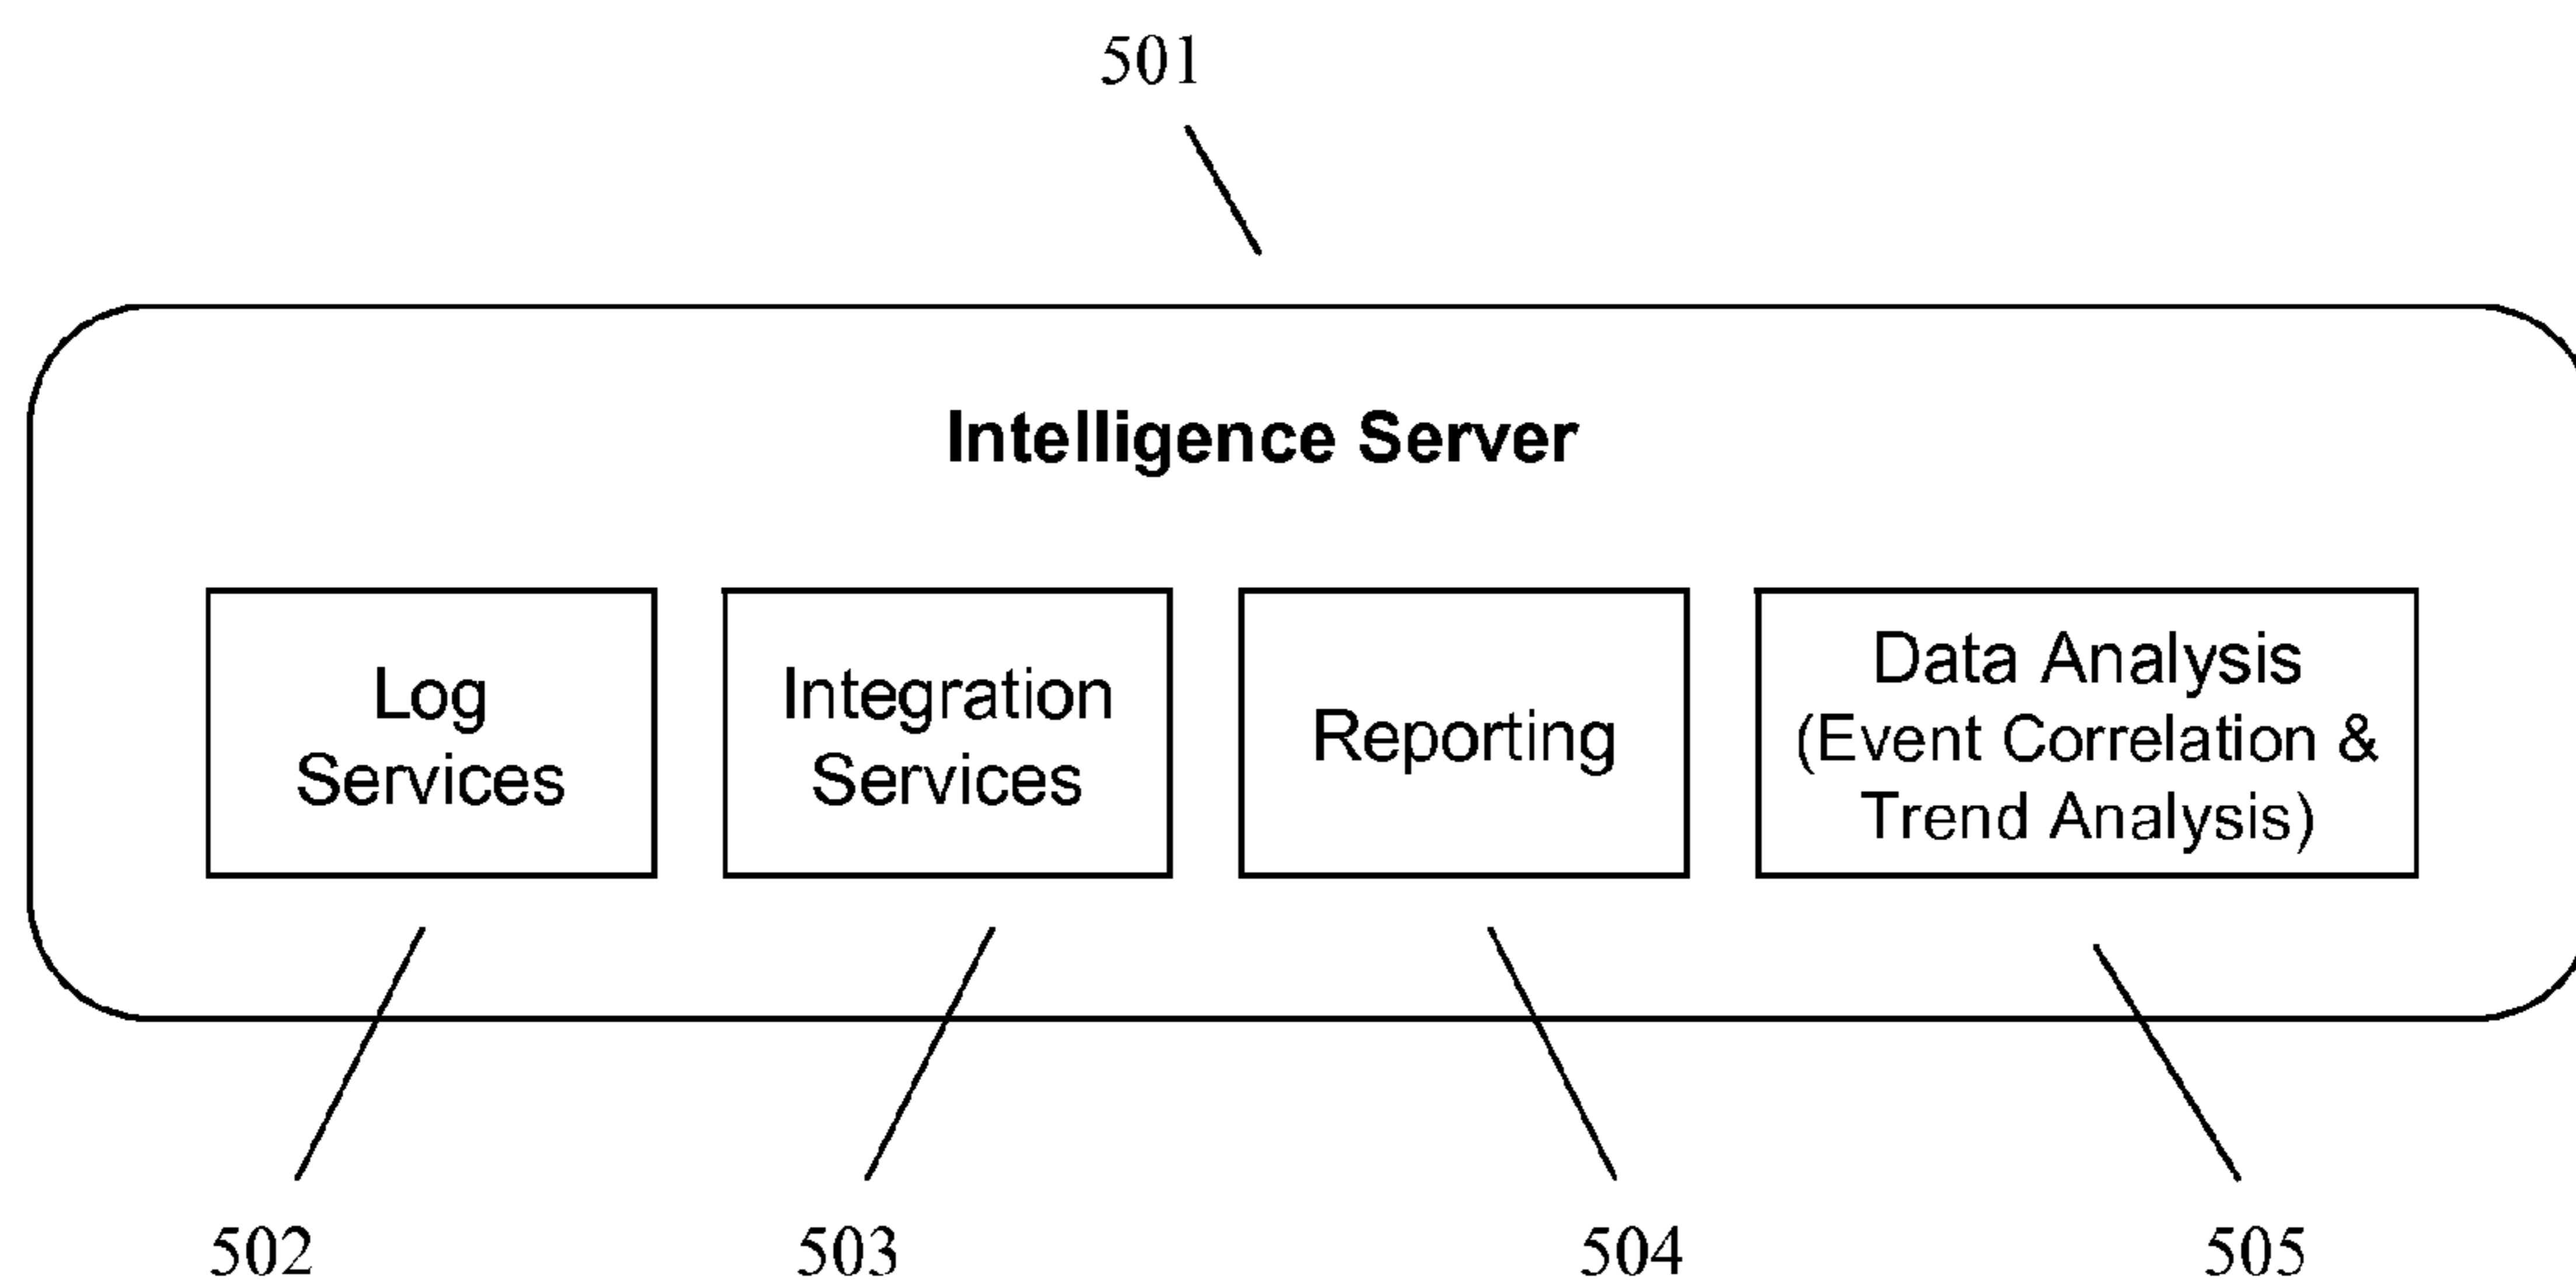 501
Intelligence Server
Log
Services
Integration
Services
Reporting
Data Analysis
(Event Correlation &
Trend Analysis)
502
503
504
505